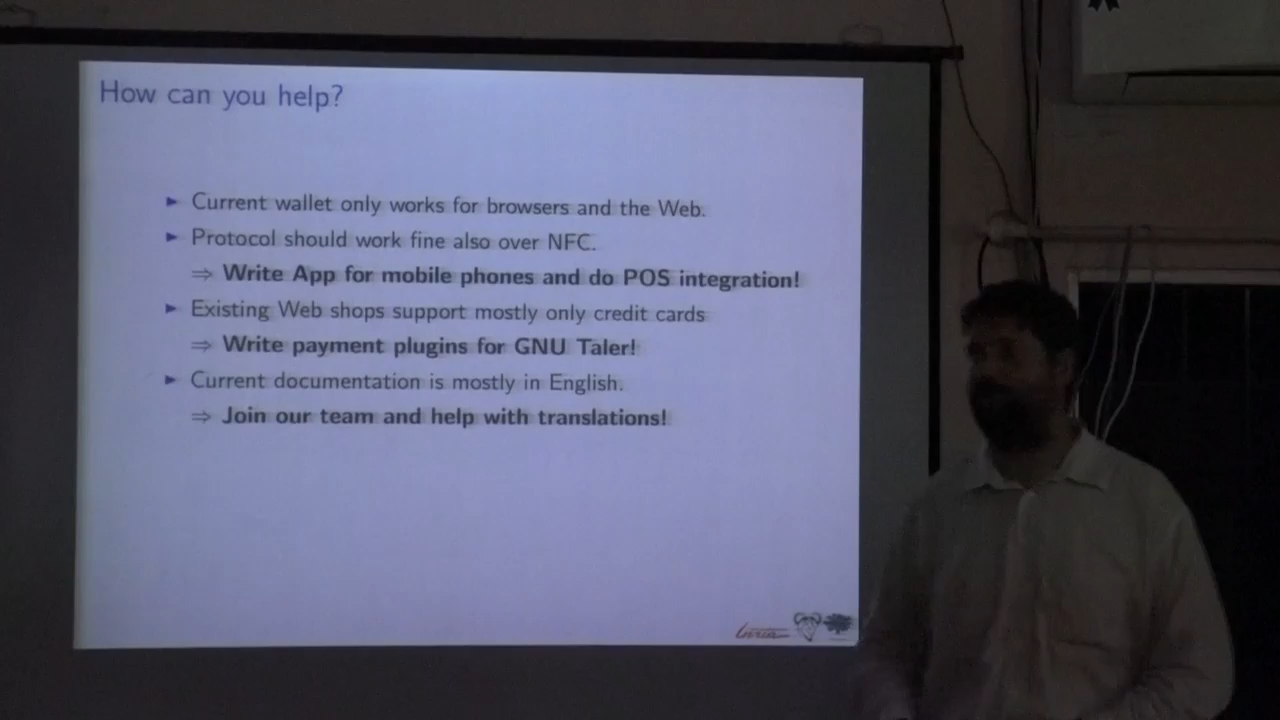 How can you help?
► Current wallet only works for browsers and the Web.
► Protocol should work fine also over NFC.
⇒ Write App for mobile phones and do POS integration!
► Existing Web shops support mostly only credit cards
⇒ Write payment plugins for GNU Taler!
► Current documentation is mostly in English.
⇒ Join our team and help with translations!
Inria